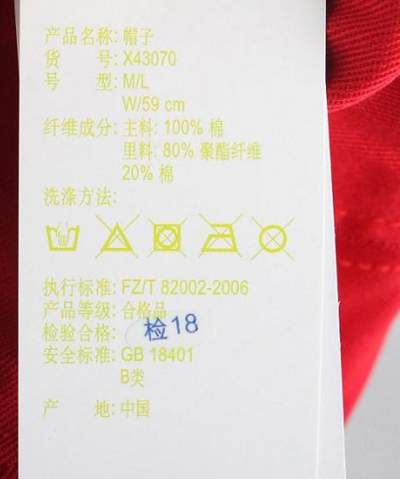 产品名称: 帽子
货 号: X43070
号 型: M/L
W/59 cm
纤维成分: 主料: 100% 棉
里料: 80% 聚酯纤维
20% 棉
洗涤方法:
执行标准: FZ/T 82002-2006
产品等级: 合格品
检验合格: 检18
安全标准: GB 18401
B类
产 地: 中国